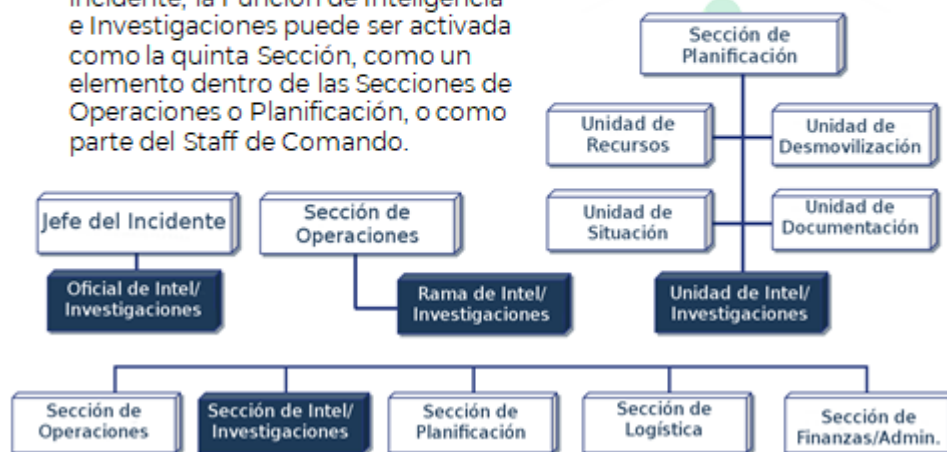 incidente, la Función de Inteligencia
e Investigaciones puede ser activada
como la quinta Sección, como un
elemento dentro de las Secciones de
Operaciones o Planificación, o como
parte del Staff de Comando.
Sección de
Planificación
Unidad de
Recursos
Unidad de
Desmovilización
Unidad de
Situación
Unidad de
Documentación
Jefe del Incidente
Sección de
Operaciones
Oficial de Intel/
Investigaciones
Rama de Intel/
Investigaciones
Unidad de Intel/
Investigaciones
Sección de
Operaciones
Sección de Intel/
Investigaciones
Sección de
Planificación
Sección de
Logística
Sección de
Finanzas/Admin.